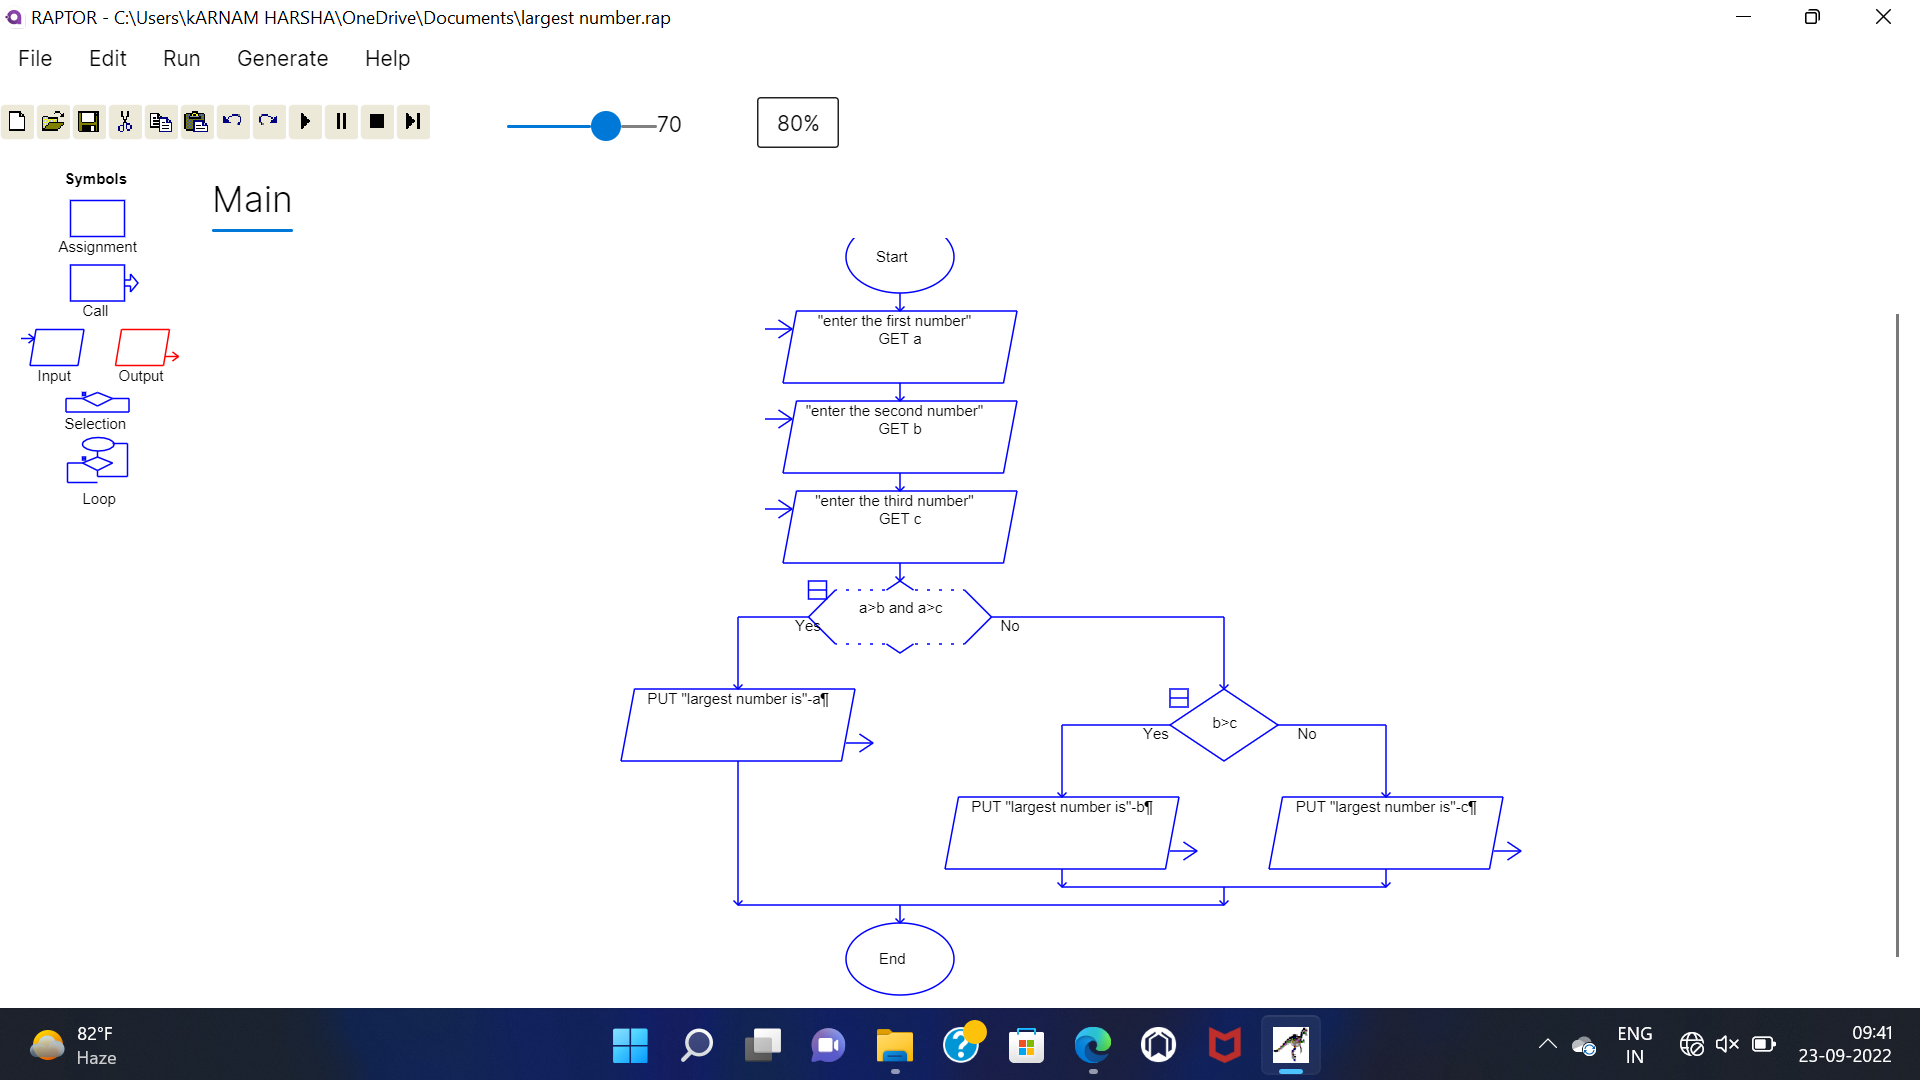 RAPTOR - C:\Users\kARNAM HARSHA\OneDrive\Documents\largest number.rap
File Edit Run Generate Help
70
80%
Symbols
Assignment
Call
Input Output
Selection
Loop
Main
Start
"enter the first number"
GET a
"enter the second number"
GET b
"enter the third number"
GET c
a>b and a>c
Yes No
PUT "largest number is"-a¶
b>c
Yes No
PUT "largest number is"-b¶ PUT "largest number is"-c¶
End
82°F
Haze
ENG
IN
09:41
23-09-2022